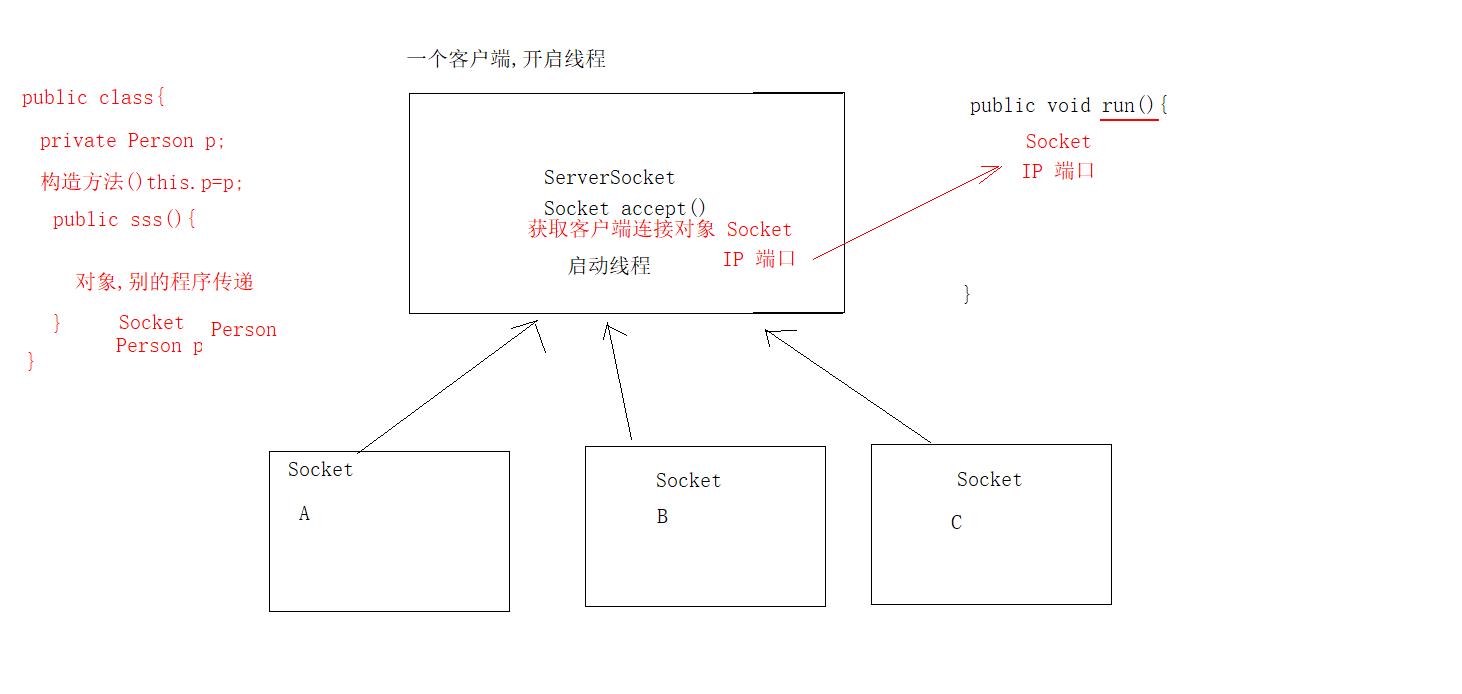 一个客户端,开启线程
public class{
private Person p;
构造方法()this.p=p;
public sss(){
对象,别的程序传递
}
Socket
Person
Person p
}
ServerSocket
Socket accept()
获取客户端连接对象 Socket
IP 端口
启动线程
public void run(){
Socket
IP 端口
}
Socket
A
Socket
B
Socket
C